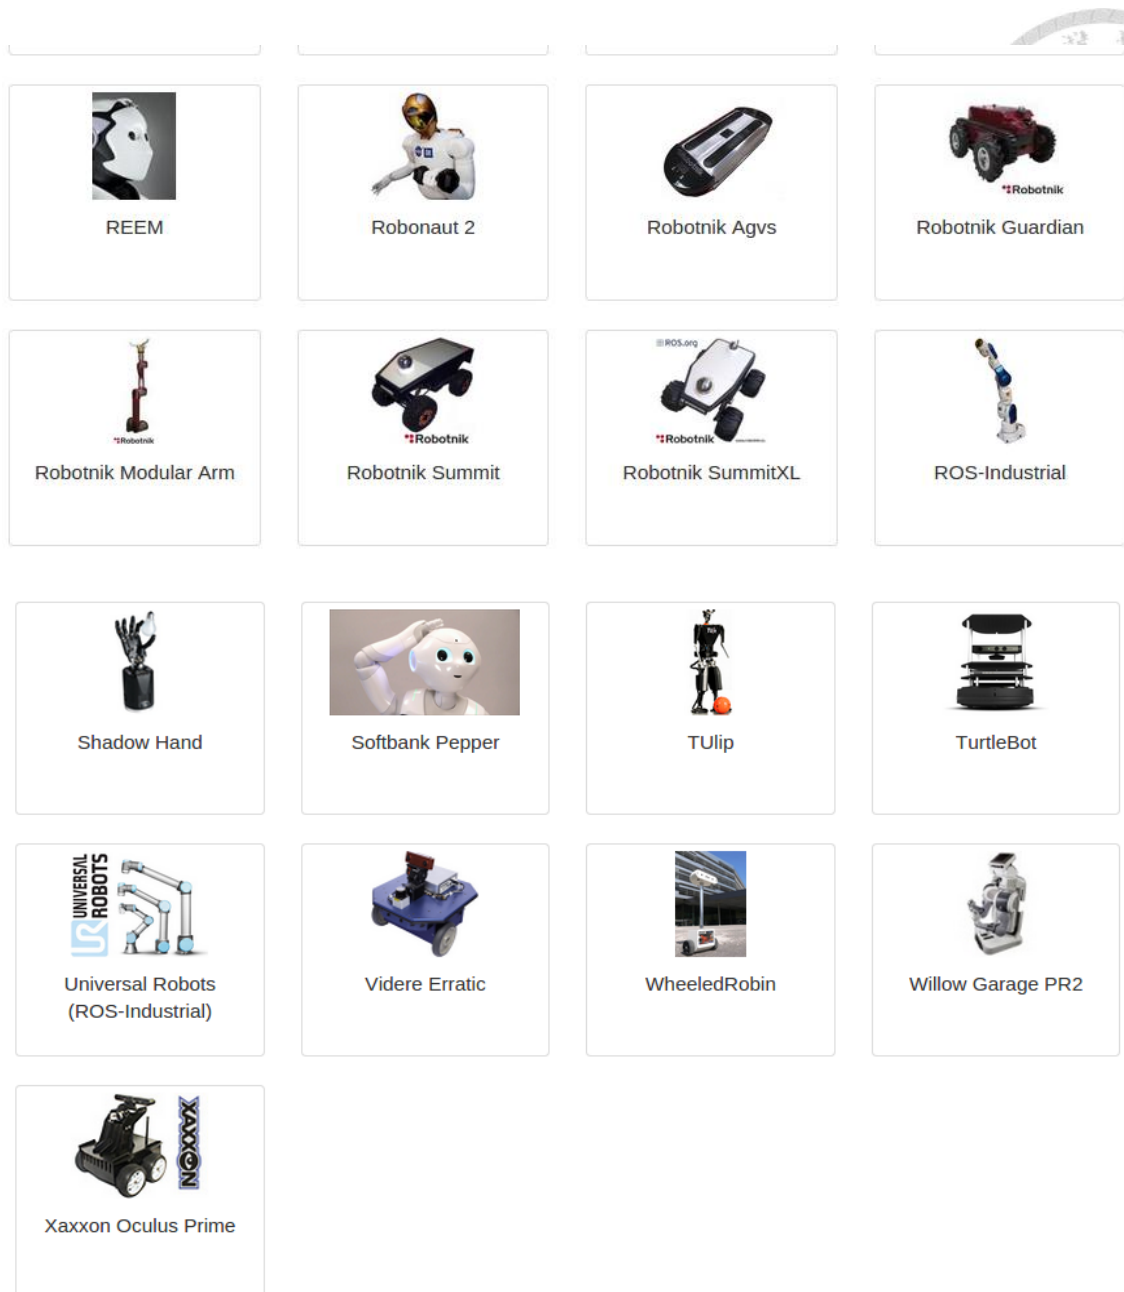 REEM
Robonaut 2
Robotnik Agvs
Robotnik
Robotnik Guardian
Robotnik
Robotnik Modular Arm
Robotnik
Robotnik Summit
ROS.org
Robotnik
Robotnik SummitXL
ROS-Industrial
Shadow Hand
Softbank Pepper
TUlip
TurtleBot
UNIVERSAL
ROBOTS
UR
Universal Robots
(ROS-Industrial)
Videre Erratic
WheeledRobin
Willow Garage PR2
XAXXON
Xaxxon Oculus Prime